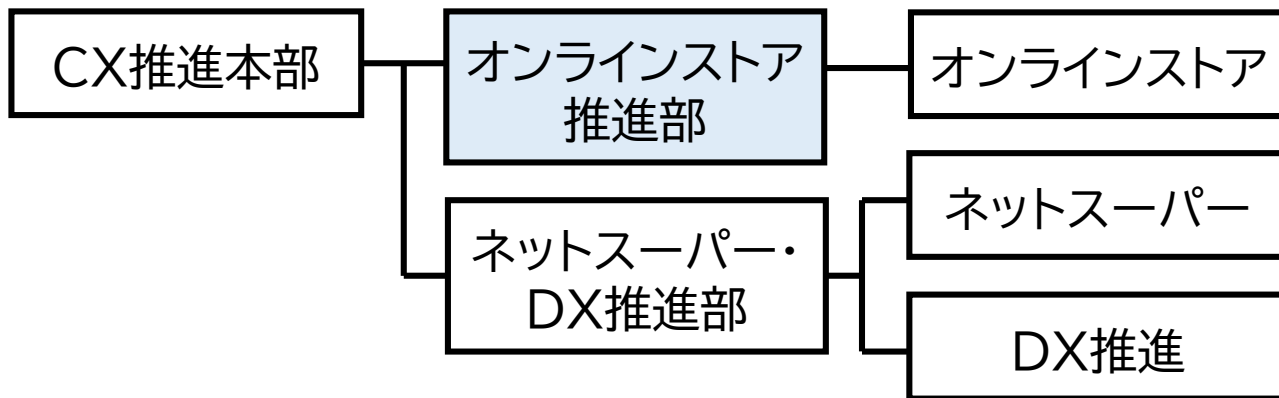 CX推進本部
オンラインストア
推進部
オンラインストア
ネットスーパー・
DX推進部
ネットスーパー
DX推進